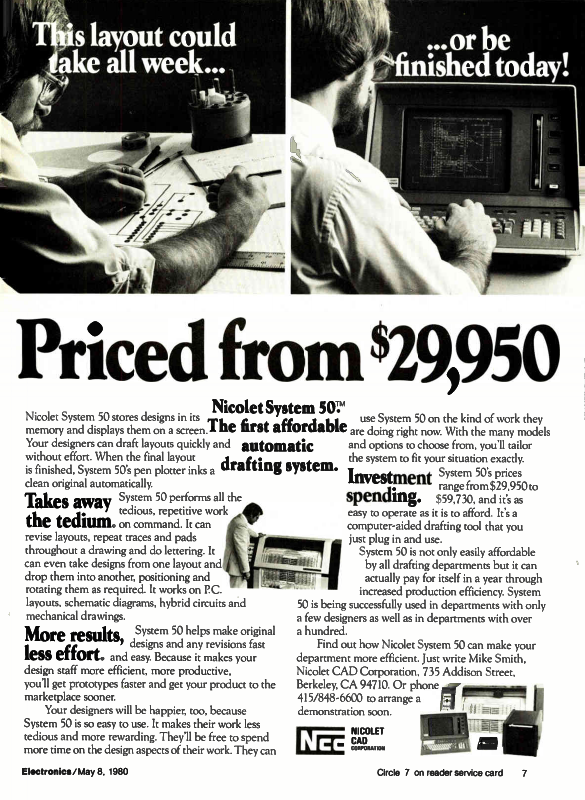 This layout could
take all week...
...or be
finished today!
Priced from $29,950
Nicolet System 50.™
The first affordable
automatic
drafting system.
Nicolet System 50 stores designs in its
memory and displays them on a screen.
Your designers can draft layouts quickly and
without effort. When the final layout
is finished, System 50's pen plotter inks a
clean original automatically.
Takes away
the tedium.
System 50 performs all the
tedious, repetitive work
on command. It can
revise layouts, repeat traces and pads
throughout a drawing and do lettering. It
can even take designs from one layout and
drop them into another, positioning and
rotating them as required. It works on P.C.
layouts, schematic diagrams, hybrid circuits and
mechanical drawings.
More results,
less effort.
System 50 helps make original
designs and any revisions fast
and easy. Because it makes your
design staff more efficient, more productive,
you'll get prototypes faster and get your product to the
marketplace sooner.
Your designers will be happier, too, because
System 50 is so easy to use. It makes their work less
tedious and more rewarding. They'll be free to spend
more time on the design aspects of their work. They can
use System 50 on the kind of work they
are doing right now. With the many models
and options to choose from, you'll tailor
the system to fit your situation exactly.
Investment
spending.
System 50's prices
range from $29,950 to
$59,730, and it's as
easy to operate as it is to afford. It's a
computer-aided drafting tool that you
just plug in and use.
System 50 is not only easily affordable
by all drafting departments but it can
actually pay for itself in a year through
increased production efficiency. System
50 is being successfully used in departments with only
a few designers as well as in departments with over
a hundred.
Find out how Nicolet System 50 can make your
department more efficient. Just write Mike Smith,
Nicolet CAD Corporation, 735 Addison Street,
Berkeley, CA 94710. Or phone
415/848-6600 to arrange a
demonstration soon.
NCC NICOLET
CAD
CORPORATION
Electronics/May 8, 1980
Circle 7 on reader service card 7